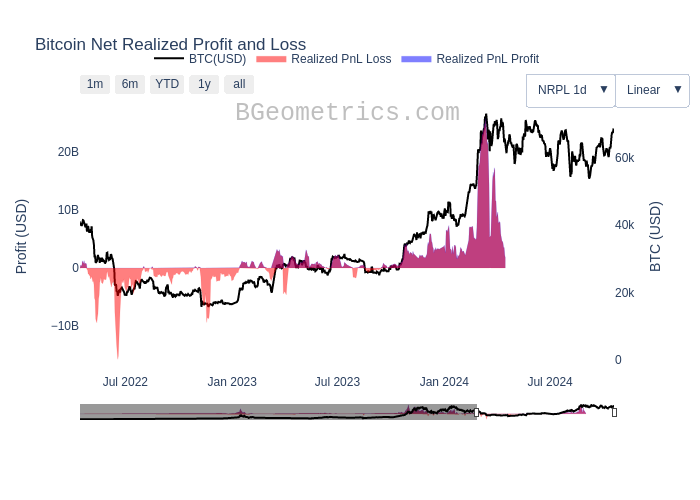 Bitcoin Net Realized Profit and Loss
BTC(USD) Realized PnL Loss Realized PnL Profit
1m 6m YTD 1y all
NRPL 1d ▼ Linear ▼
BGeometrics.com
20B
10B
0
−10B
Profit (USD)
60k
40k
20k
0
BTC (USD)
Jul 2022 Jan 2023 Jul 2023 Jan 2024 Jul 2024